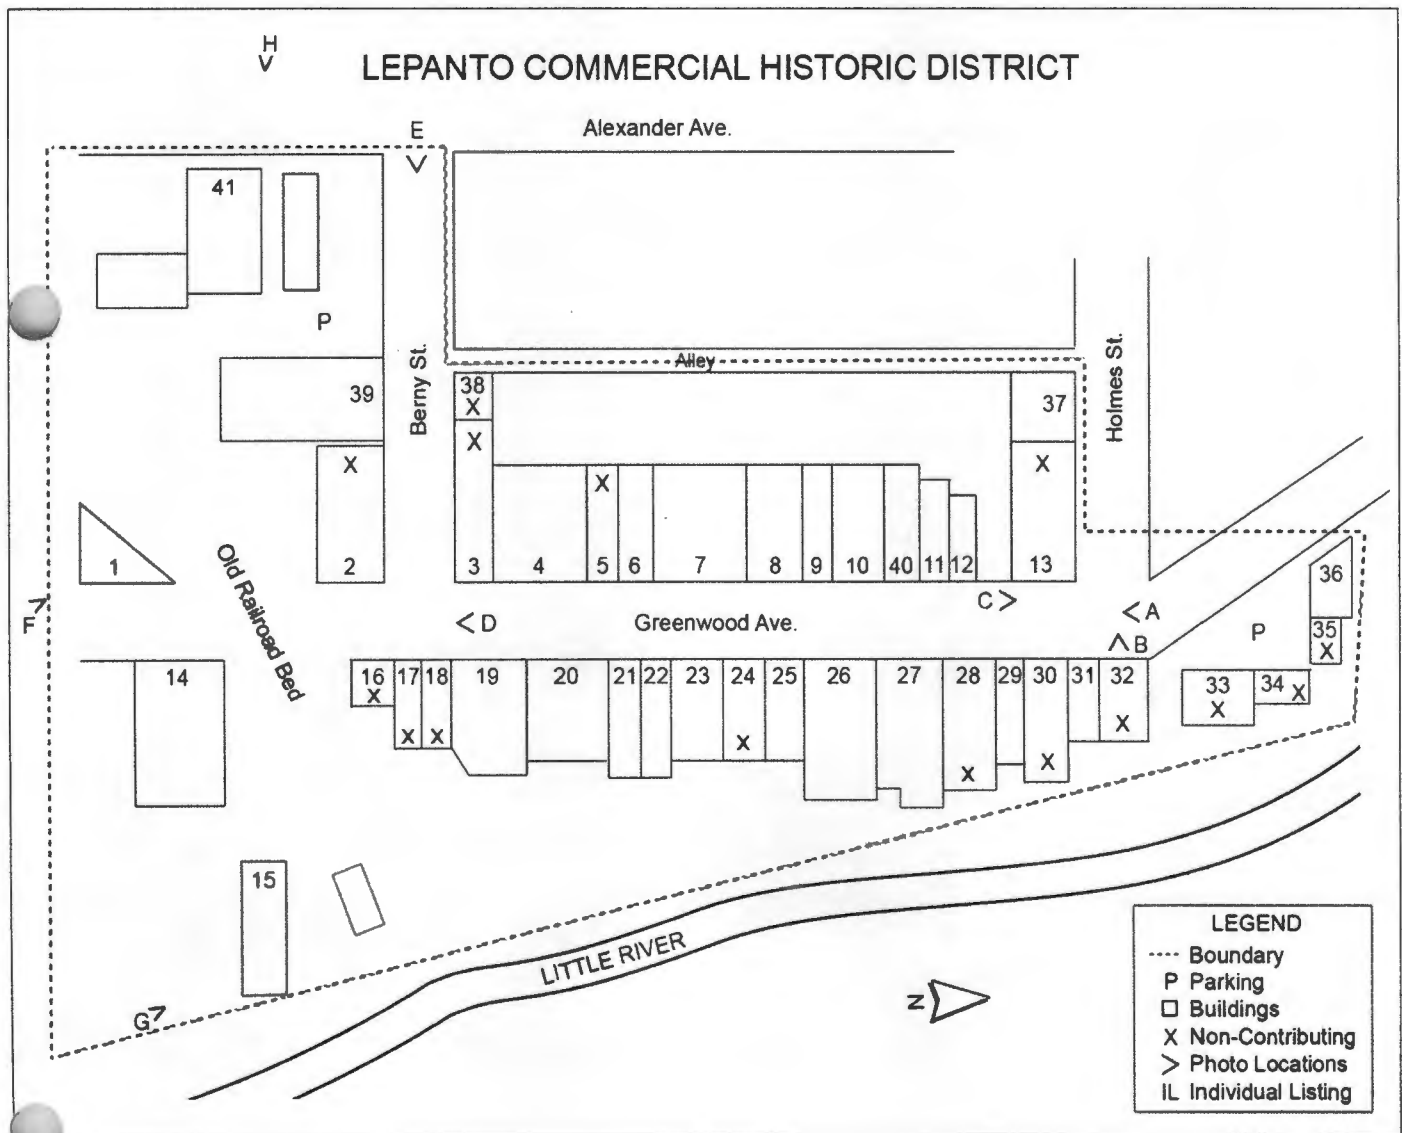 H
LEPANTO COMMERCIAL HISTORIC DISTRICT
E
Alexander Ave.
41
P
Berny St.
Alley
Holmes St.
39
38
X
37
X
X
X
X
1
2
3
4
5
6
7
8
9
10
40
11
12
13
36
Old Railroad Bed
F
D
Greenwood Ave.
C
A
B
P
35
X
14
16
17
18
19
20
21
22
23
24
25
26
27
28
29
30
31
32
33
34
X
X
X
X
X
X
X
X
X
15
G
LITTLE RIVER
N
LEGEND
---- Boundary
P Parking
Buildings
X Non-Contributing
> Photo Locations
IL Individual Listing